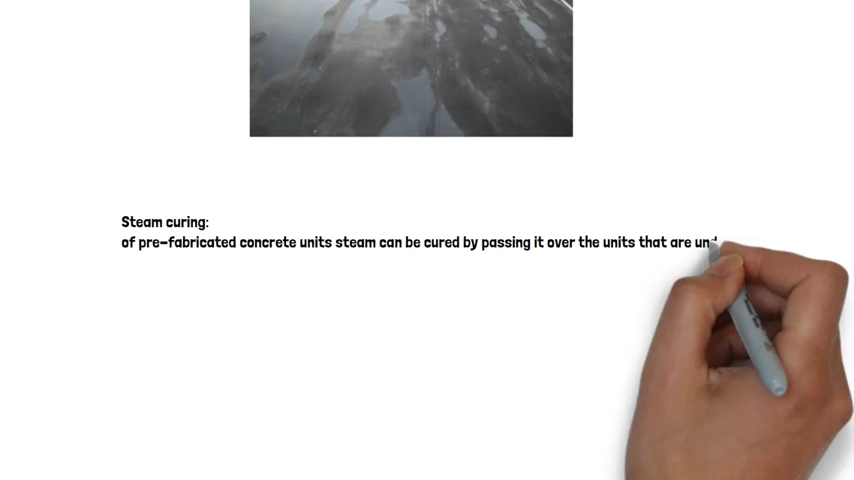 Steam curing:
of pre-fabricated concrete units steam can be cured by passing it over the units that are